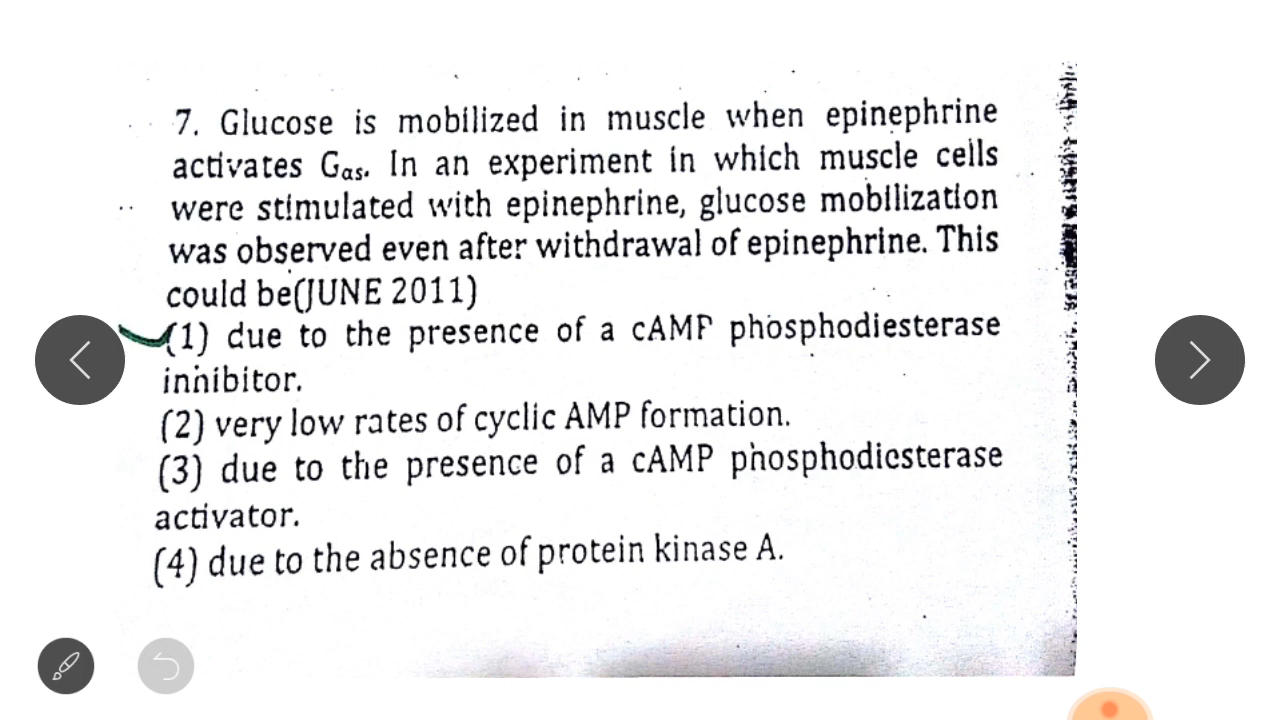 7. Glucose is mobilized in muscle when epinephrine
activates Gαs. In an experiment in which muscle cells
were stimulated with epinephrine, glucose mobilization
was observed even after withdrawal of epinephrine. This
could be(JUNE 2011)
(1) due to the presence of a cAMP phosphodiesterase
inhibitor.
(2) very low rates of cyclic AMP formation.
(3) due to the presence of a cAMP phosphodiesterase
activator.
(4) due to the absence of protein kinase A.